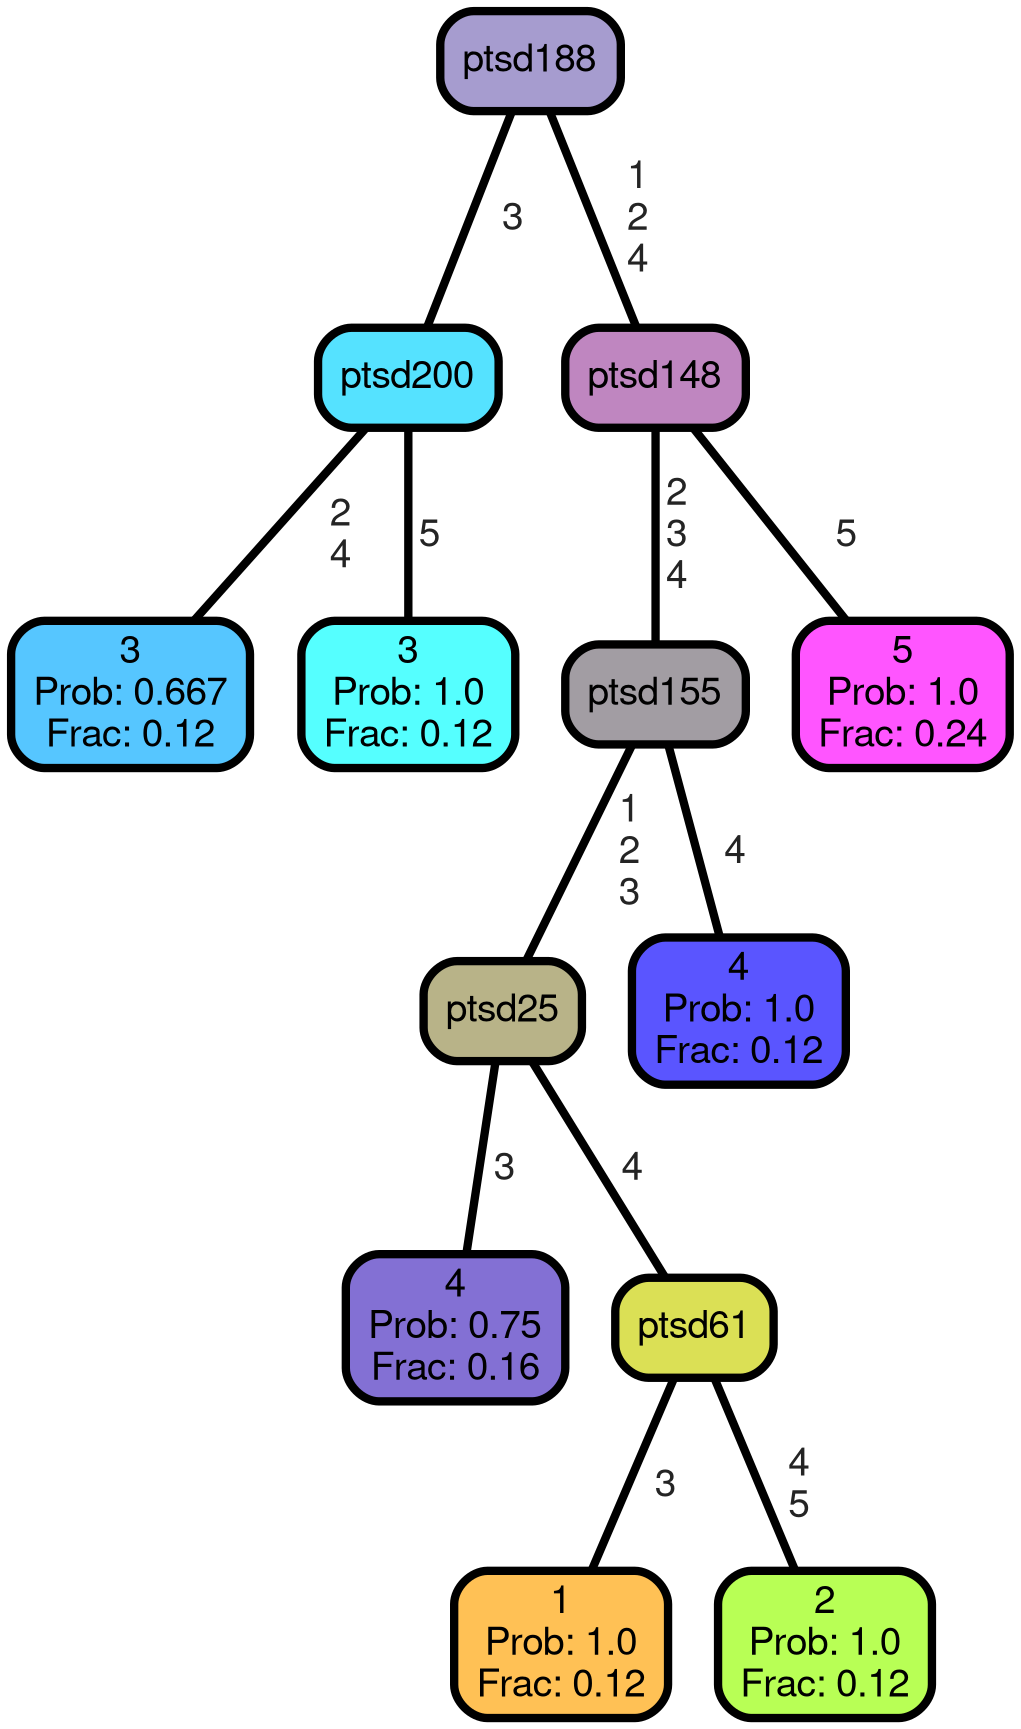 ptsd188
3
1
2
4
ptsd200
ptsd148
2
4
5
2
3
4
5
3
Prob: 0.667
Frac: 0.12
3
Prob: 1.0
Frac: 0.12
ptsd155
5
Prob: 1.0
Frac: 0.24
1
2
3
4
ptsd25
4
Prob: 1.0
Frac: 0.12
3
4
4
Prob: 0.75
Frac: 0.16
ptsd61
3
4
5
1
Prob: 1.0
Frac: 0.12
2
Prob: 1.0
Frac: 0.12